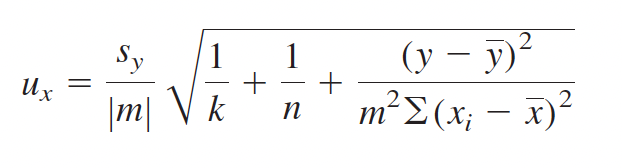 $u_x = \frac{s_y}{|m|} \sqrt{\frac{1}{k} + \frac{1}{n} + \frac{(y - \overline{y})^2}{m^2 \Sigma (x_i - \overline{x})^2}}$